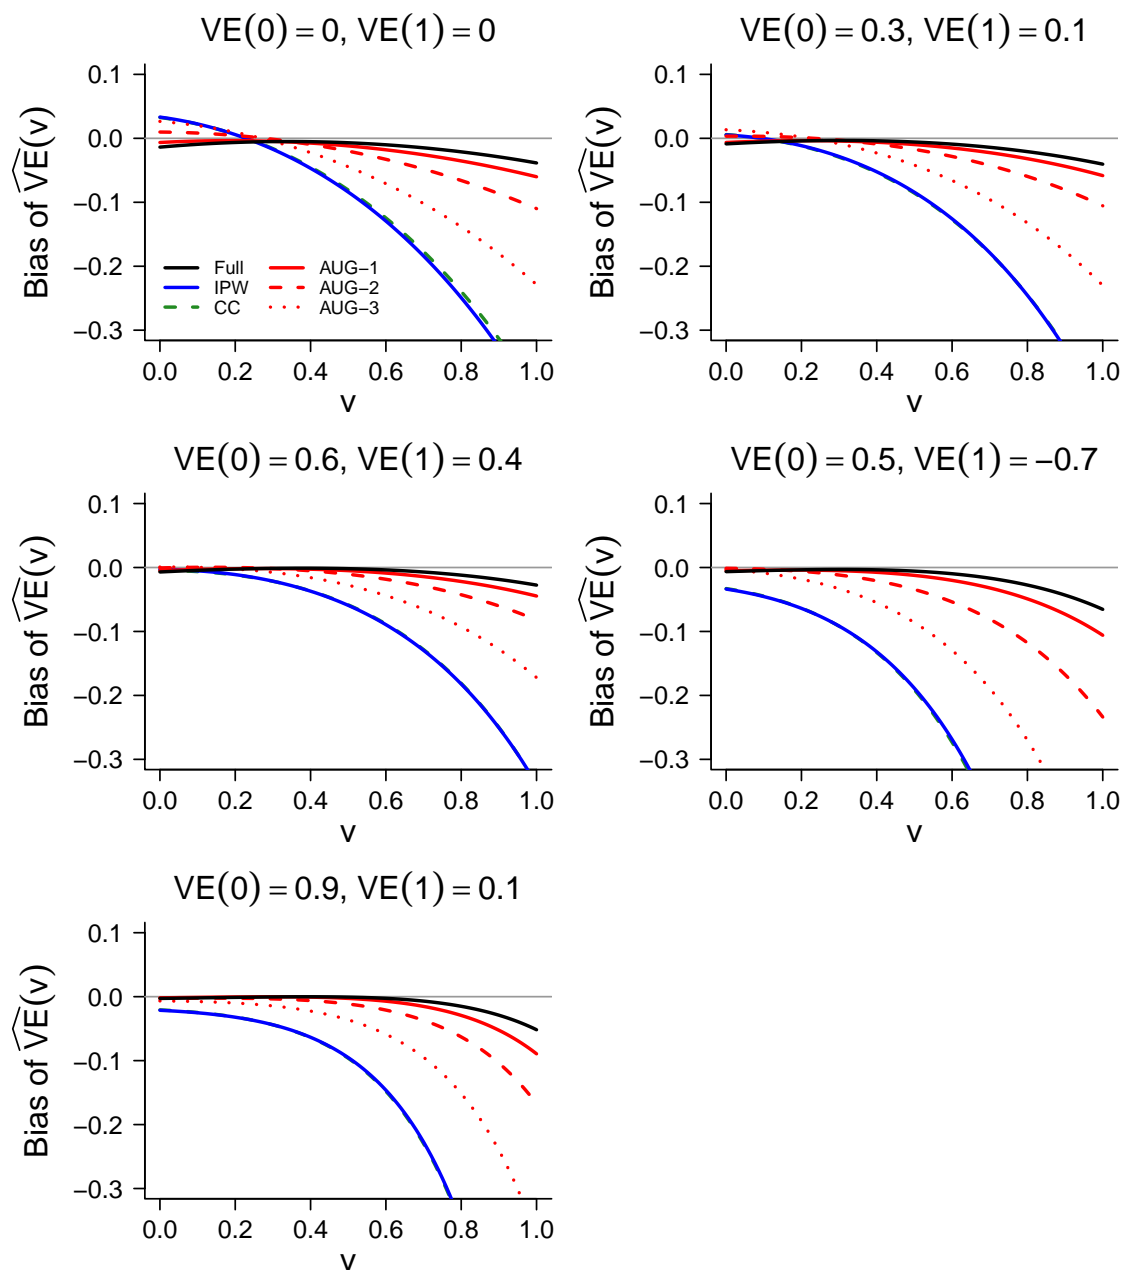 VE(0) = 0, VE(1) = 0
Bias of V̂E(v)
0.1
0.0
−0.1
−0.2
−0.3
Full
IPW
CC
AUG−1
AUG−2
AUG−3
0.0 0.2 0.4 0.6 0.8 1.0
v
VE(0) = 0.3, VE(1) = 0.1
Bias of V̂E(v)
0.1
0.0
−0.1
−0.2
−0.3
0.0 0.2 0.4 0.6 0.8 1.0
v
VE(0) = 0.6, VE(1) = 0.4
Bias of V̂E(v)
0.1
0.0
−0.1
−0.2
−0.3
0.0 0.2 0.4 0.6 0.8 1.0
v
VE(0) = 0.5, VE(1) = −0.7
Bias of V̂E(v)
0.1
0.0
−0.1
−0.2
−0.3
0.0 0.2 0.4 0.6 0.8 1.0
v
VE(0) = 0.9, VE(1) = 0.1
Bias of V̂E(v)
0.1
0.0
−0.1
−0.2
−0.3
0.0 0.2 0.4 0.6 0.8 1.0
v